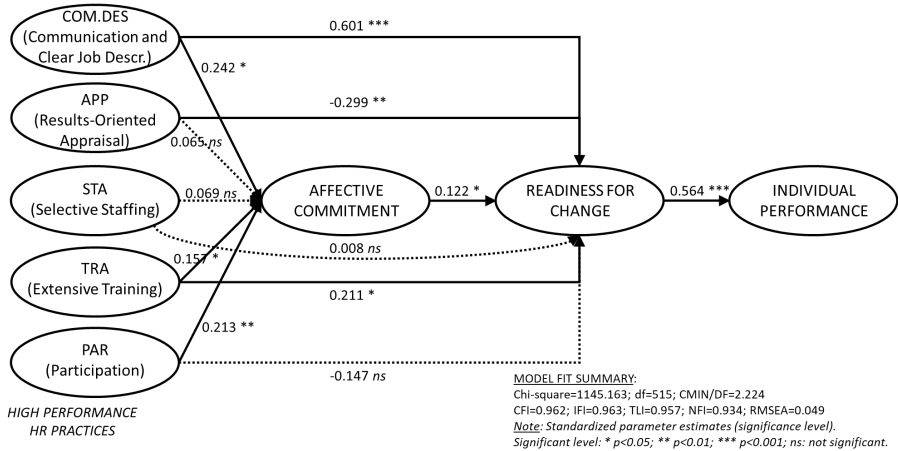 COM.DES
(Communication and
Clear Job Descr.)
0.601 ***
0.242 *
APP
(Results-Oriented
Appraisal)
-0.299 **
0.065 ns
STA
(Selective Staffing)
0.069 ns
AFFECTIVE
COMMITMENT
0.122 *
READINESS FOR
CHANGE
0.564 ***
INDIVIDUAL
PERFORMANCE
0.008 ns
0.157 *
TRA
(Extensive Training)
0.211 *
0.213 **
PAR
(Participation)
-0.147 ns
HIGH PERFORMANCE
HR PRACTICES
MODEL FIT SUMMARY:
Chi-square=1145.163; df=515; CMIN/DF=2.224
CFI=0.962; IFI=0.963; TLI=0.957; NFI=0.934; RMSEA=0.049
Note: Standardized parameter estimates (significance level).
Significant level: * p<0.05; ** p<0.01; *** p<0.001; ns: not significant.